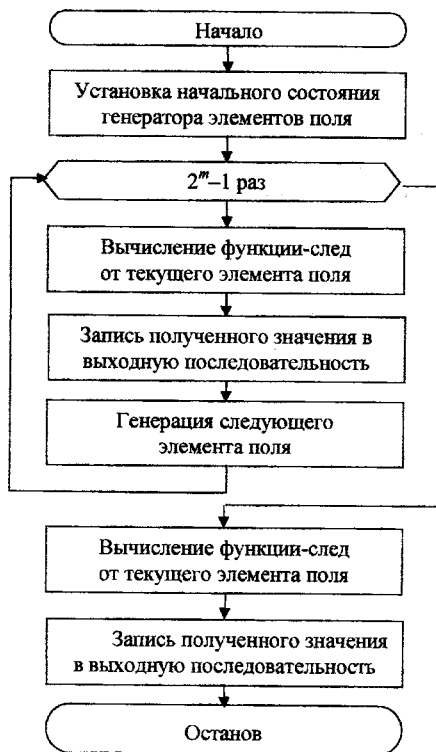 Начало
Установка начального состояния
генератора элементов поля
2^m–1 раз
Вычисление функции-след
от текущего элемента поля
Запись полученного значения в
выходную последовательность
Генерация следующего
элемента поля
Вычисление функции-след
от текущего элемента поля
Запись полученного значения
в выходную последовательность
Останов